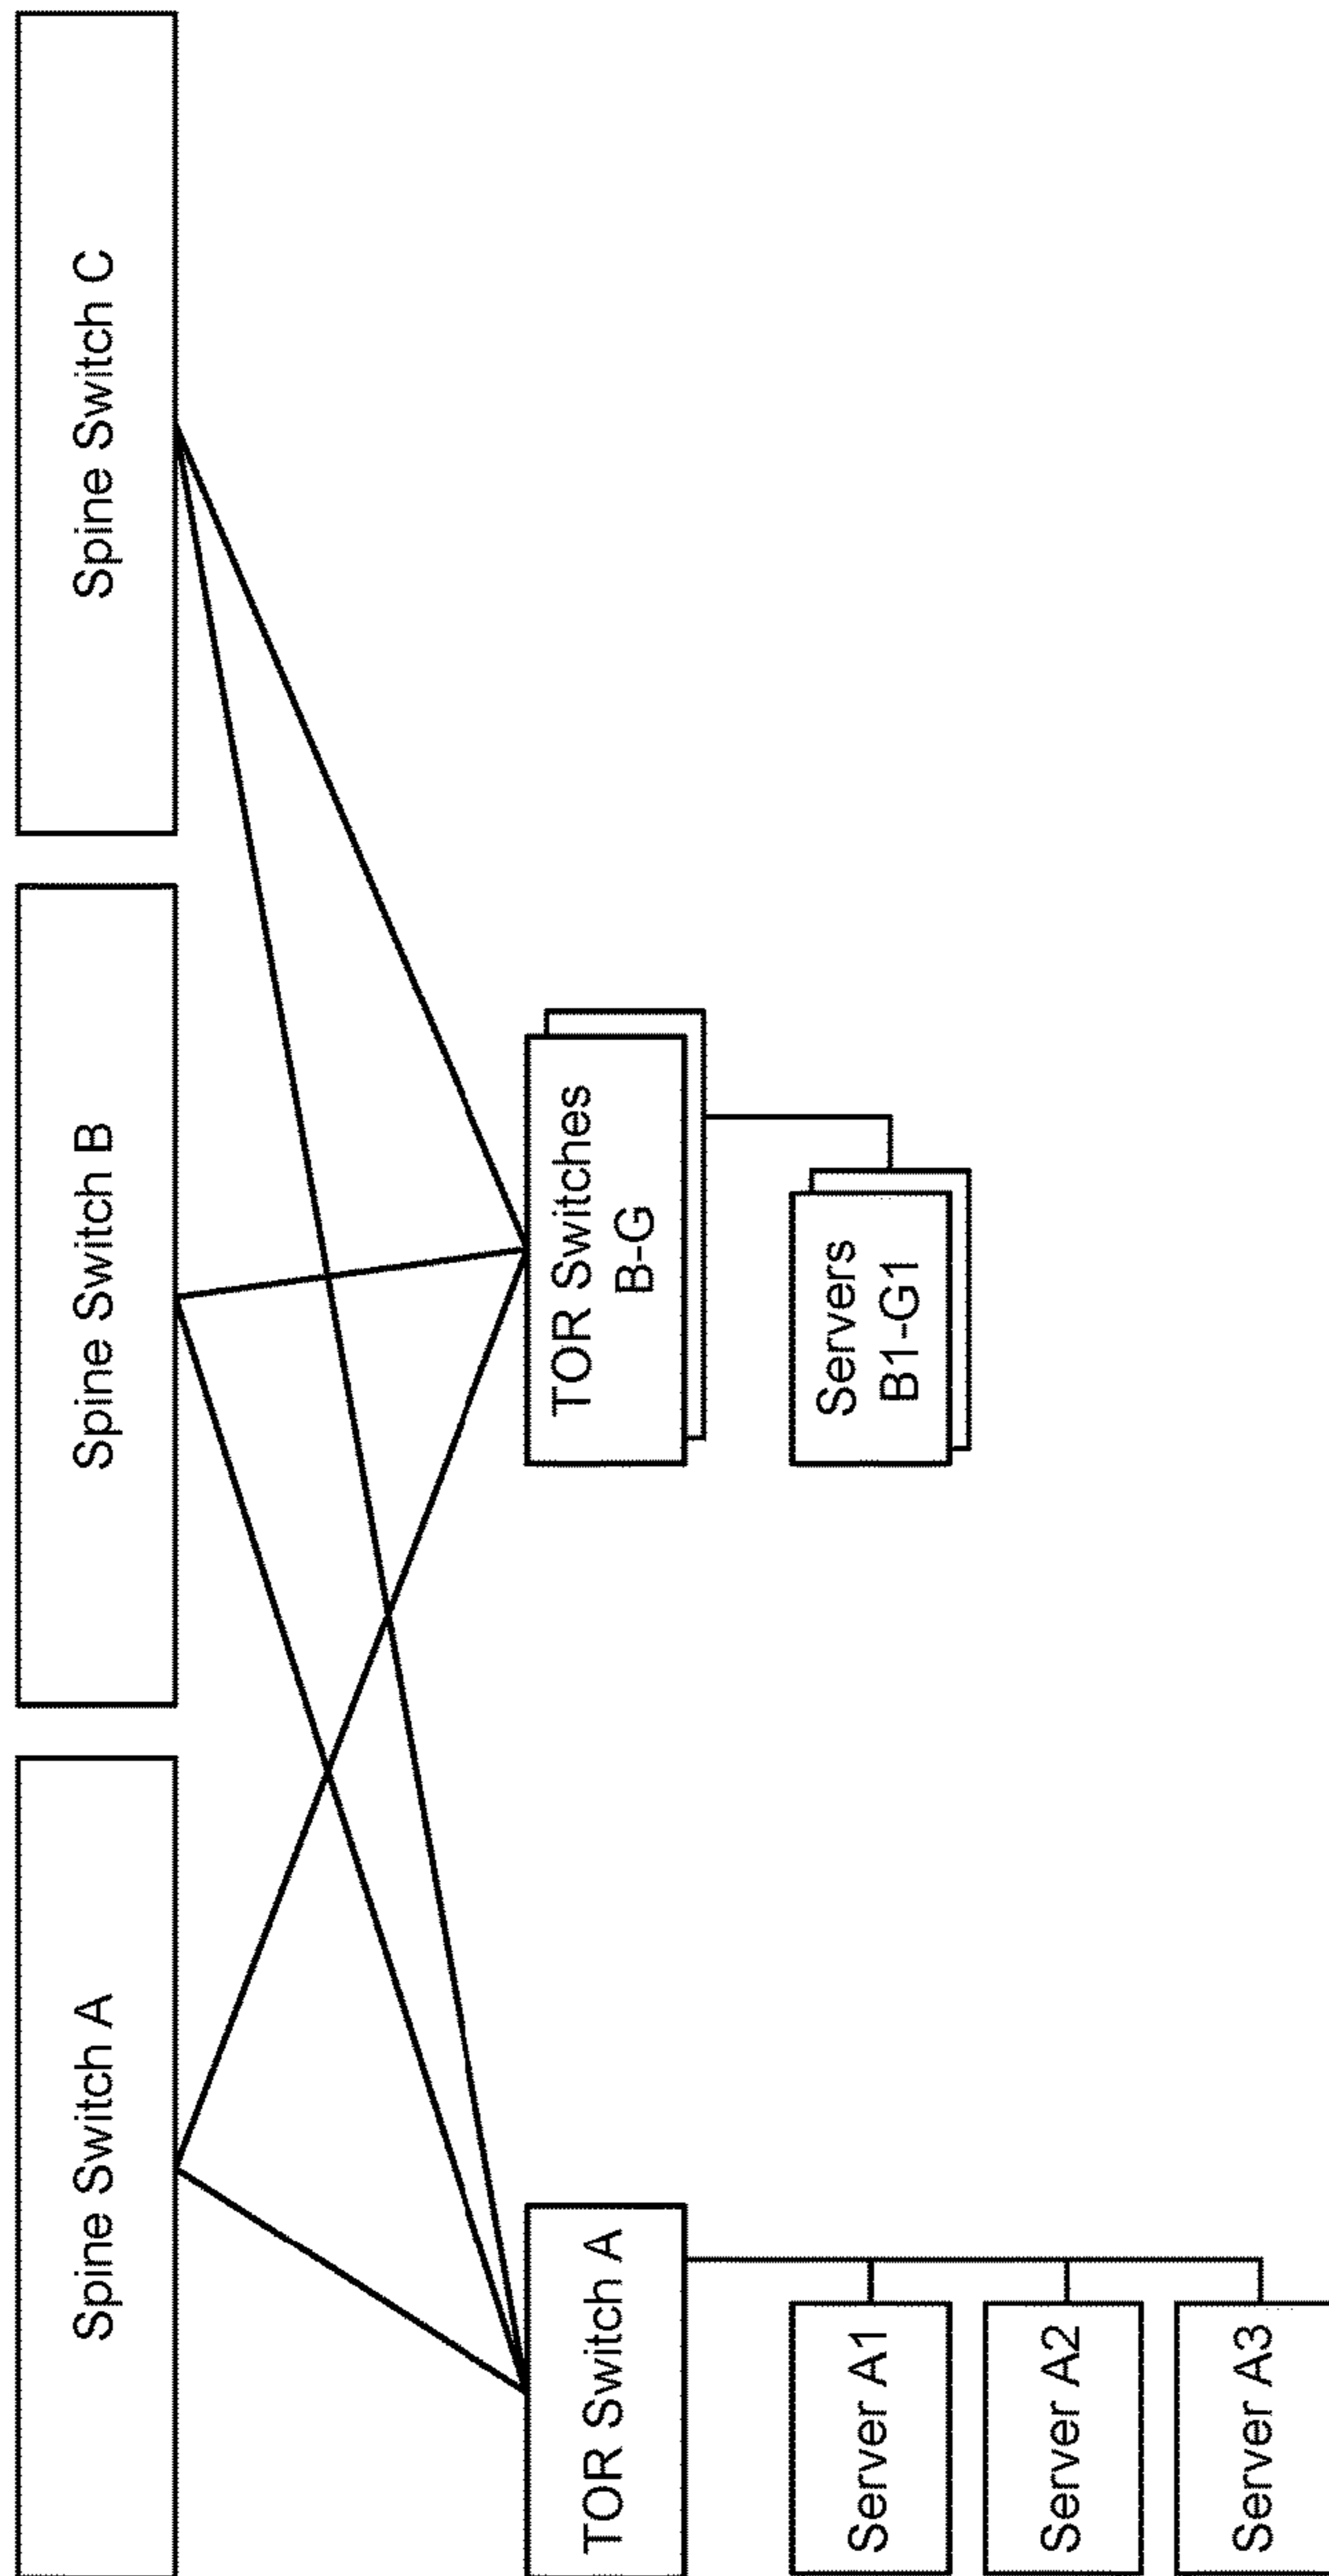 Spine Switch A
Spine Switch B
Spine Switch C
TOR Switch A
TOR Switches
B-G
Server A1
Servers
B1-G1
Server A2
Server A3